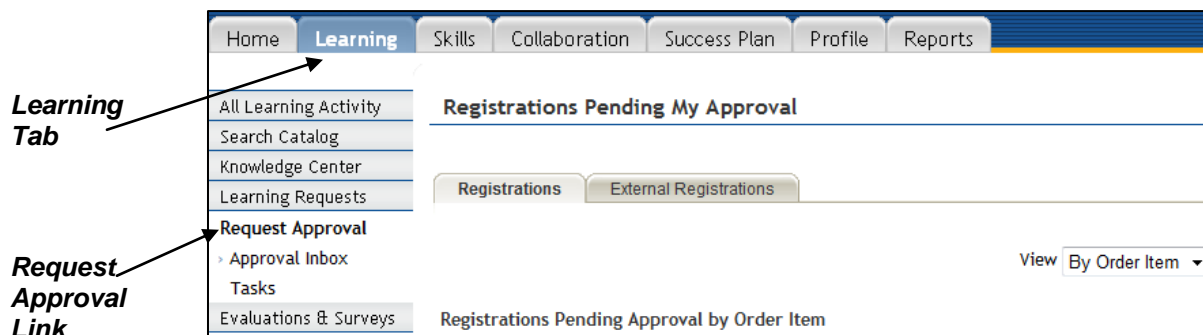 Home Learning Skills Collaboration Success Plan Profile Reports
Learning
Tab
All Learning Activity
Search Catalog
Knowledge Center
Learning Requests
Request Approval
› Approval Inbox
Tasks
Evaluations & Surveys
Request
Approval
Link
Registrations Pending My Approval
Registrations External Registrations
View By Order Item
Registrations Pending Approval by Order Item